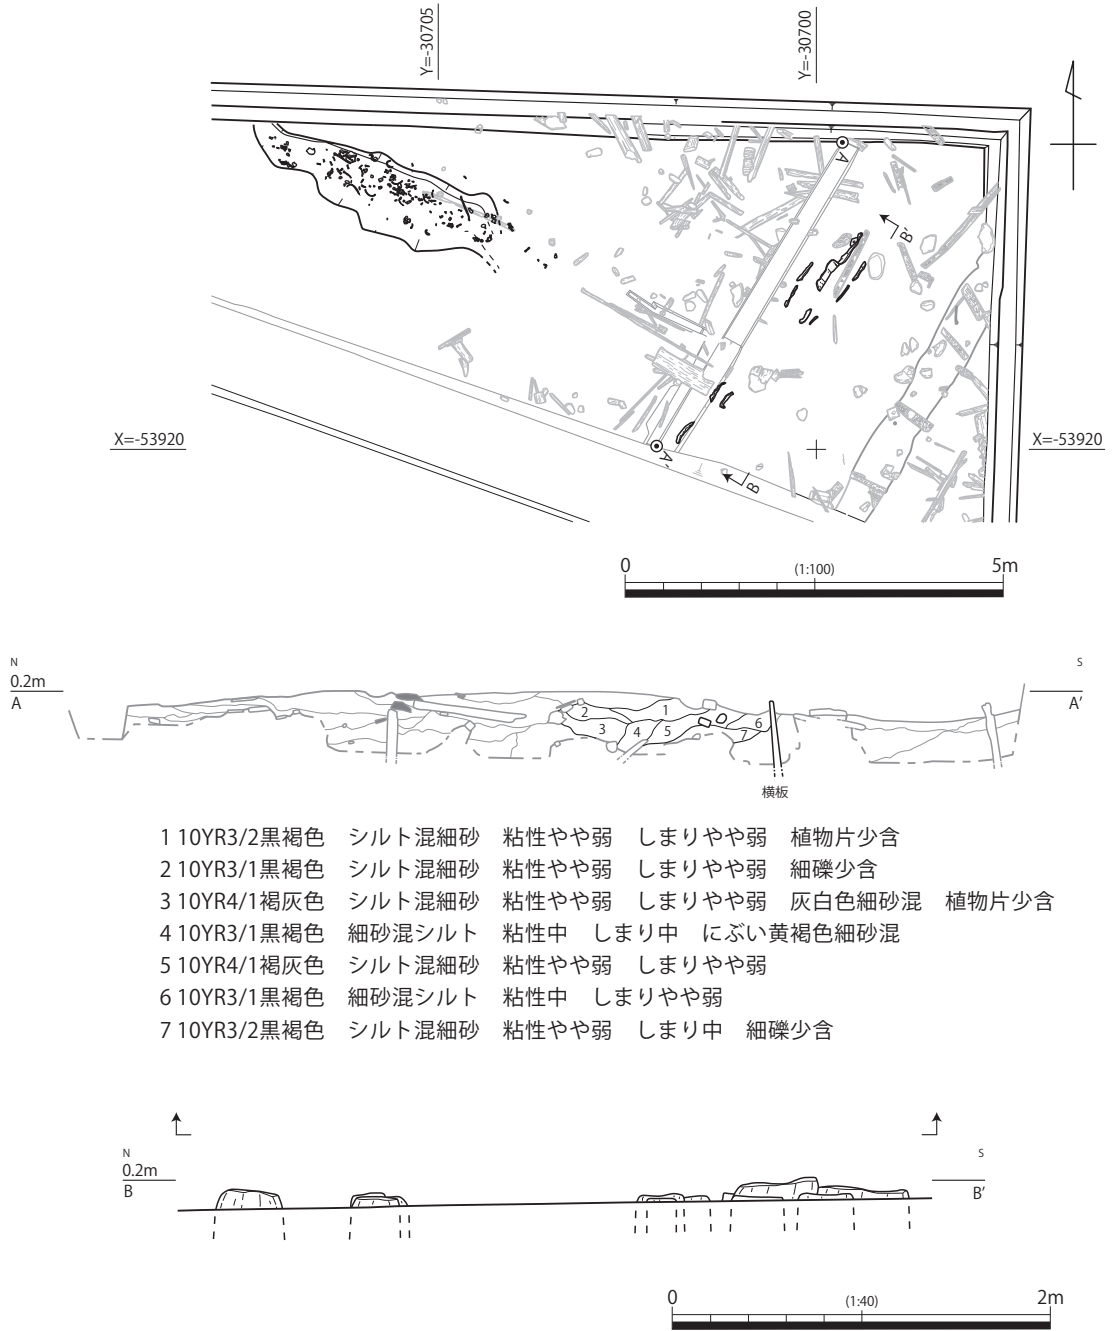 Y=-30705
Y=-30700
A
B'
X=-53920
X=-53920
A'
B
0 (1:100) 5m
N
S
0.2m
A
A'
1
2
3
4
5
6
7
横板
1 10YR3/2黒褐色　シルト混細砂　粘性やや弱　しまりやや弱　植物片少含
2 10YR3/1黒褐色　シルト混細砂　粘性やや弱　しまりやや弱　細礫少含
3 10YR4/1褐灰色　シルト混細砂　粘性やや弱　しまりやや弱　灰白色細砂混　植物片少含
4 10YR3/1黒褐色　細砂混シルト　粘性中　しまり中　にぶい黄褐色細砂混
5 10YR4/1褐灰色　シルト混細砂　粘性やや弱　しまりやや弱
6 10YR3/1黒褐色　細砂混シルト　粘性中　しまりやや弱
7 10YR3/2黒褐色　シルト混細砂　粘性やや弱　しまり中　細礫少含
N
S
0.2m
B
B'
0 (1:40) 2m